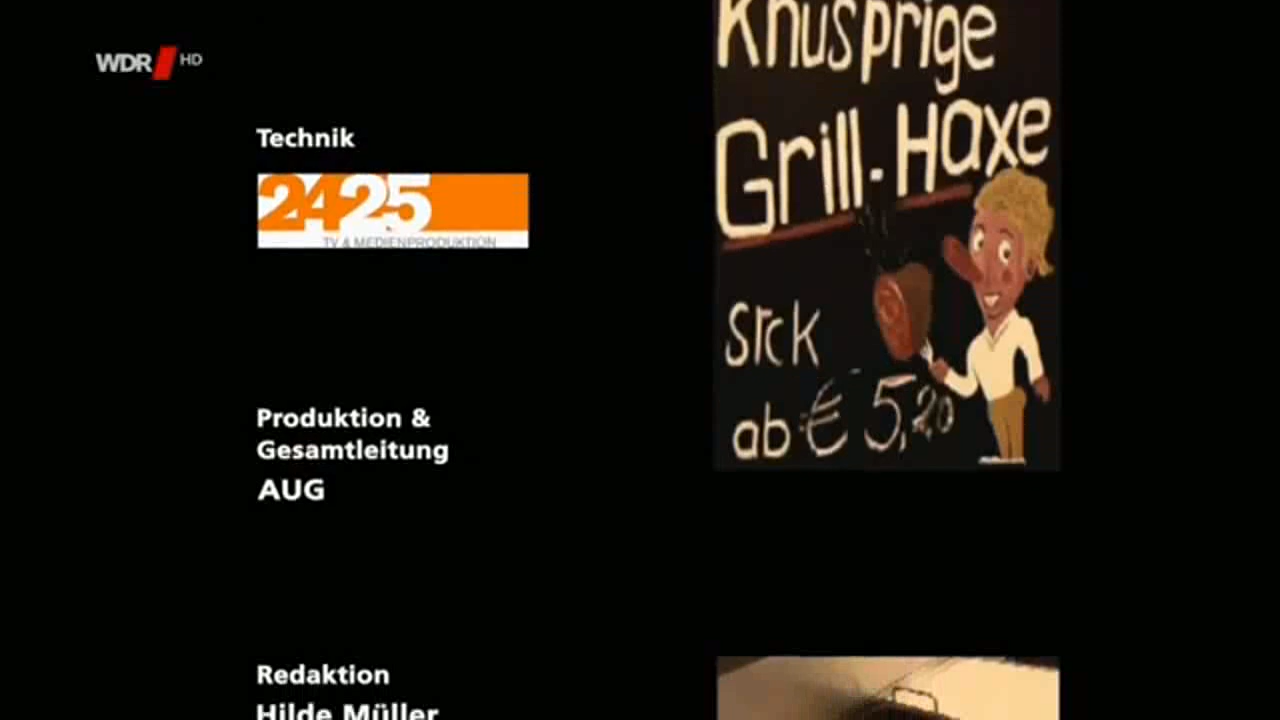 WDR HD
Technik
2425
TV & MEDIENPRODUKTION
Produktion &
Gesamtleitung
AUG
Redaktion
Hilde Müller
Knusprige
Grill-Haxe
Stck
ab € 5,20